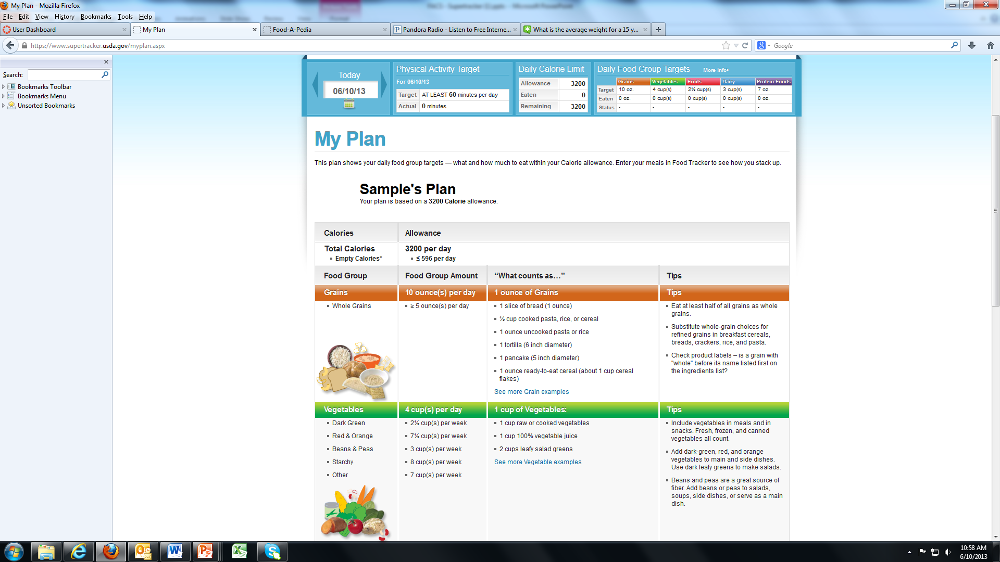 My Plan - Mozilla Firefox
File Edit View History Bookmarks Tools Help
User Dashboard
My Plan
Food-A-Pedia
Pandora Radio - Listen to Free Interne...
What is the average weight for a 15 y...
https://www.supertracker.usda.gov/myplan.aspx
Google
Search:
Bookmarks Toolbar
Bookmarks Menu
Unsorted Bookmarks
Today
06/10/13
Physical Activity Target
For 06/10/13
Target AT LEAST 60 minutes per day
Actual 0 minutes
Daily Calorie Limit
Allowance 3200
Eaten 0
Remaining 3200
Daily Food Group Targets More Info>
Grains Vegetables Fruits Dairy Protein Foods
Target 10 oz. 4 cup(s) 2½ cup(s) 3 cup(s) 7 oz.
Eaten 0 oz. 0 cup(s) 0 cup(s) 0 cup(s) 0 oz.
Status - - - - -
My Plan
This plan shows your daily food group targets — what and how much to eat within your Calorie allowance. Enter your meals in Food Tracker to see how you stack up.
Sample's Plan
Your plan is based on a 3200 Calorie allowance.
Calories Allowance
Total Calories 3200 per day
Empty Calories* ≤ 596 per day
Food Group Food Group Amount “What counts as…” Tips
Grains 10 ounce(s) per day 1 ounce of Grains Tips
Whole Grains
≥ 5 ounce(s) per day
1 slice of bread (1 ounce)
½ cup cooked pasta, rice, or cereal
1 ounce uncooked pasta or rice
1 tortilla (6 inch diameter)
1 pancake (5 inch diameter)
1 ounce ready-to-eat cereal (about 1 cup cereal
flakes)
See more Grain examples
Eat at least half of all grains as whole
grains.
Substitute whole-grain choices for
refined grains in breakfast cereals,
breads, crackers, rice, and pasta.
Check product labels – is a grain with
"whole" before its name listed first on
the ingredients list?
Vegetables 4 cup(s) per day 1 cup of Vegetables: Tips
Dark Green 2½ cup(s) per week
Red & Orange 7½ cup(s) per week
Beans & Peas 3 cup(s) per week
Starchy 8 cup(s) per week
Other 7 cup(s) per week
1 cup raw or cooked vegetables
1 cup 100% vegetable juice
2 cups leafy salad greens
See more Vegetable examples
Include vegetables in meals and in
snacks. Fresh, frozen, and canned
vegetables all count.
Add dark-green, red, and orange
vegetables to main and side dishes.
Use dark leafy greens to make salads.
Beans and peas are a great source of
fiber. Add beans or peas to salads,
soups, side dishes, or serve as a main
dish.
10:58 AM
6/10/2013